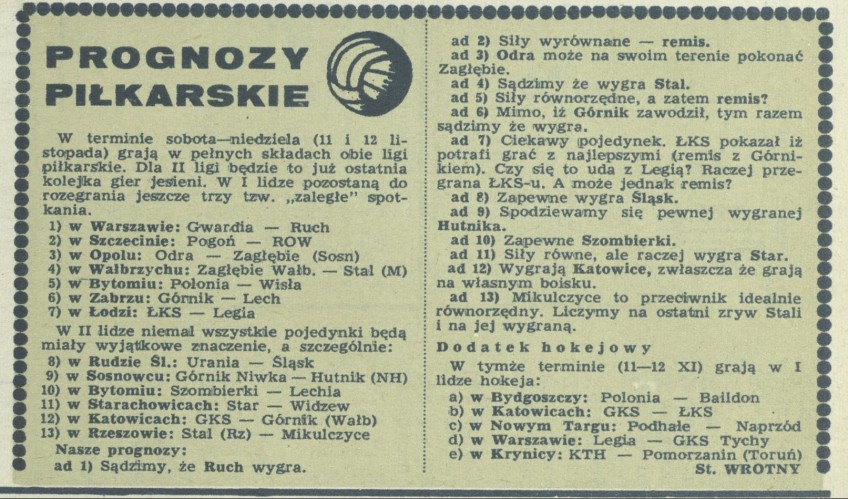 PROGNOZY
PIŁKARSKIE
W terminie sobota—niedziela (11 i 12 li-
stopada) grają w pełnych składach obie ligi
piłkarskie. Dla II ligi będzie to już ostatnia
kolejka gier jesieni. W I lidze pozostaną do
rozegrania jeszcze trzy tzw. „zaległe” spot-
kania.
1) w Warszawie: Gwardia — Ruch
2) w Szczecinie: Pogoń — ROW
3) w Opolu: Odra — Zagłębie (Sosn)
4) w Wałbrzychu: Zagłębie Wałb. — Stal (M)
5) w Bytomiu: Polonia — Wisła
6) w Zabrzu: Górnik — Lech
7) w Łodzi: ŁKS — Legia
W II lidze niemal wszystkie pojedynki będą
miały wyjątkowe znaczenie, a szczególnie:
8) w Rudzie Śl.: Urania — Śląsk
9) w Sosnowcu: Górnik Niwka — Hutnik (NH)
10) w Bytomiu: Szombierki — Lechia
11) w Starachowicach: Star — Widzew
12) w Katowicach: GKS — Górnik (Wałb)
13) w Rzeszowie: Stal (Rz) — Mikulczyce
Nasze prognozy:
ad 1) Sądzimy, że Ruch wygra.
ad 2) Siły wyrównane — remis.
ad 3) Odra może na swoim terenie pokonać
Zagłębie.
ad 4) Sądzimy że wygra Stal.
ad 5) Siły równorzędne, a zatem remis?
ad 6) Mimo, iż Górnik zawodził, tym razem
sądzimy że wygra.
ad 7) Ciekawy pojedynek. ŁKS pokazał iż
potrafi grać z najlepszymi (remis z Górni-
kiem). Czy się to uda z Legią? Raczej prze-
grana ŁKS-u. A może jednak remis?
ad 8) Zapewne wygra Śląsk.
ad 9) Spodziewamy się pewnej wygranej
Hutnika.
ad 10) Zapewne Szombierki.
ad 11) Siły równe, ale raczej wygra Star.
ad 12) Wygrają Katowice, zwłaszcza że grają
na własnym boisku.
ad 13) Mikulczyce to przeciwnik idealnie
równorzędny. Liczymy na ostatni zryw Stali
i na jej wygraną.
Dodatek hokejowy
W tymże terminie (11—12 XI) grają w I
lidze hokeja:
a) w Bydgoszczy: Polonia — Baildon
b) w Katowicach: GKS — ŁKS
c) w Nowym Targu: Podhale — Naprzód
d) w Warszawie: Legia — GKS Tychy
e) w Krynicy: KTH — Pomorzanin (Toruń)
St. WROTNY